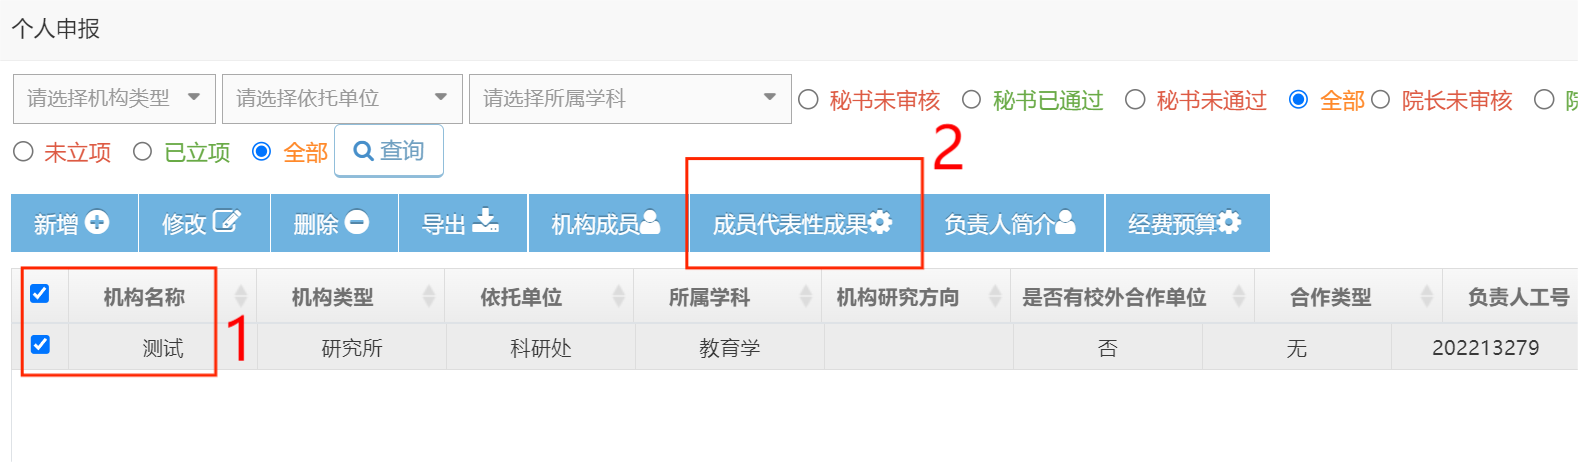 个人申报
请选择机构类型 请选择依托单位 请选择所属学科 秘书未审核 秘书已通过 秘书未通过 全部 院长未审核
未立项 已立项 全部 查询 2
新增 修改 删除 导出 机构成员 成员代表性成果 负责人简介 经费预算
机构名称 机构类型 依托单位 所属学科 机构研究方向 是否有校外合作单位 合作类型 负责人工号
1
测试 研究所 科研处 教育学 否 无 202213279